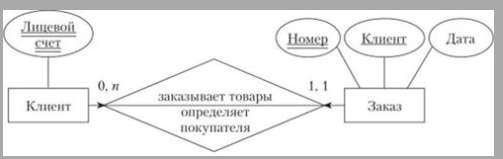 Лицевой
счет
Номер
Клиент
Дата
0, n
1, 1
Клиент
заказывает товары
определяет
покупателя
Заказ